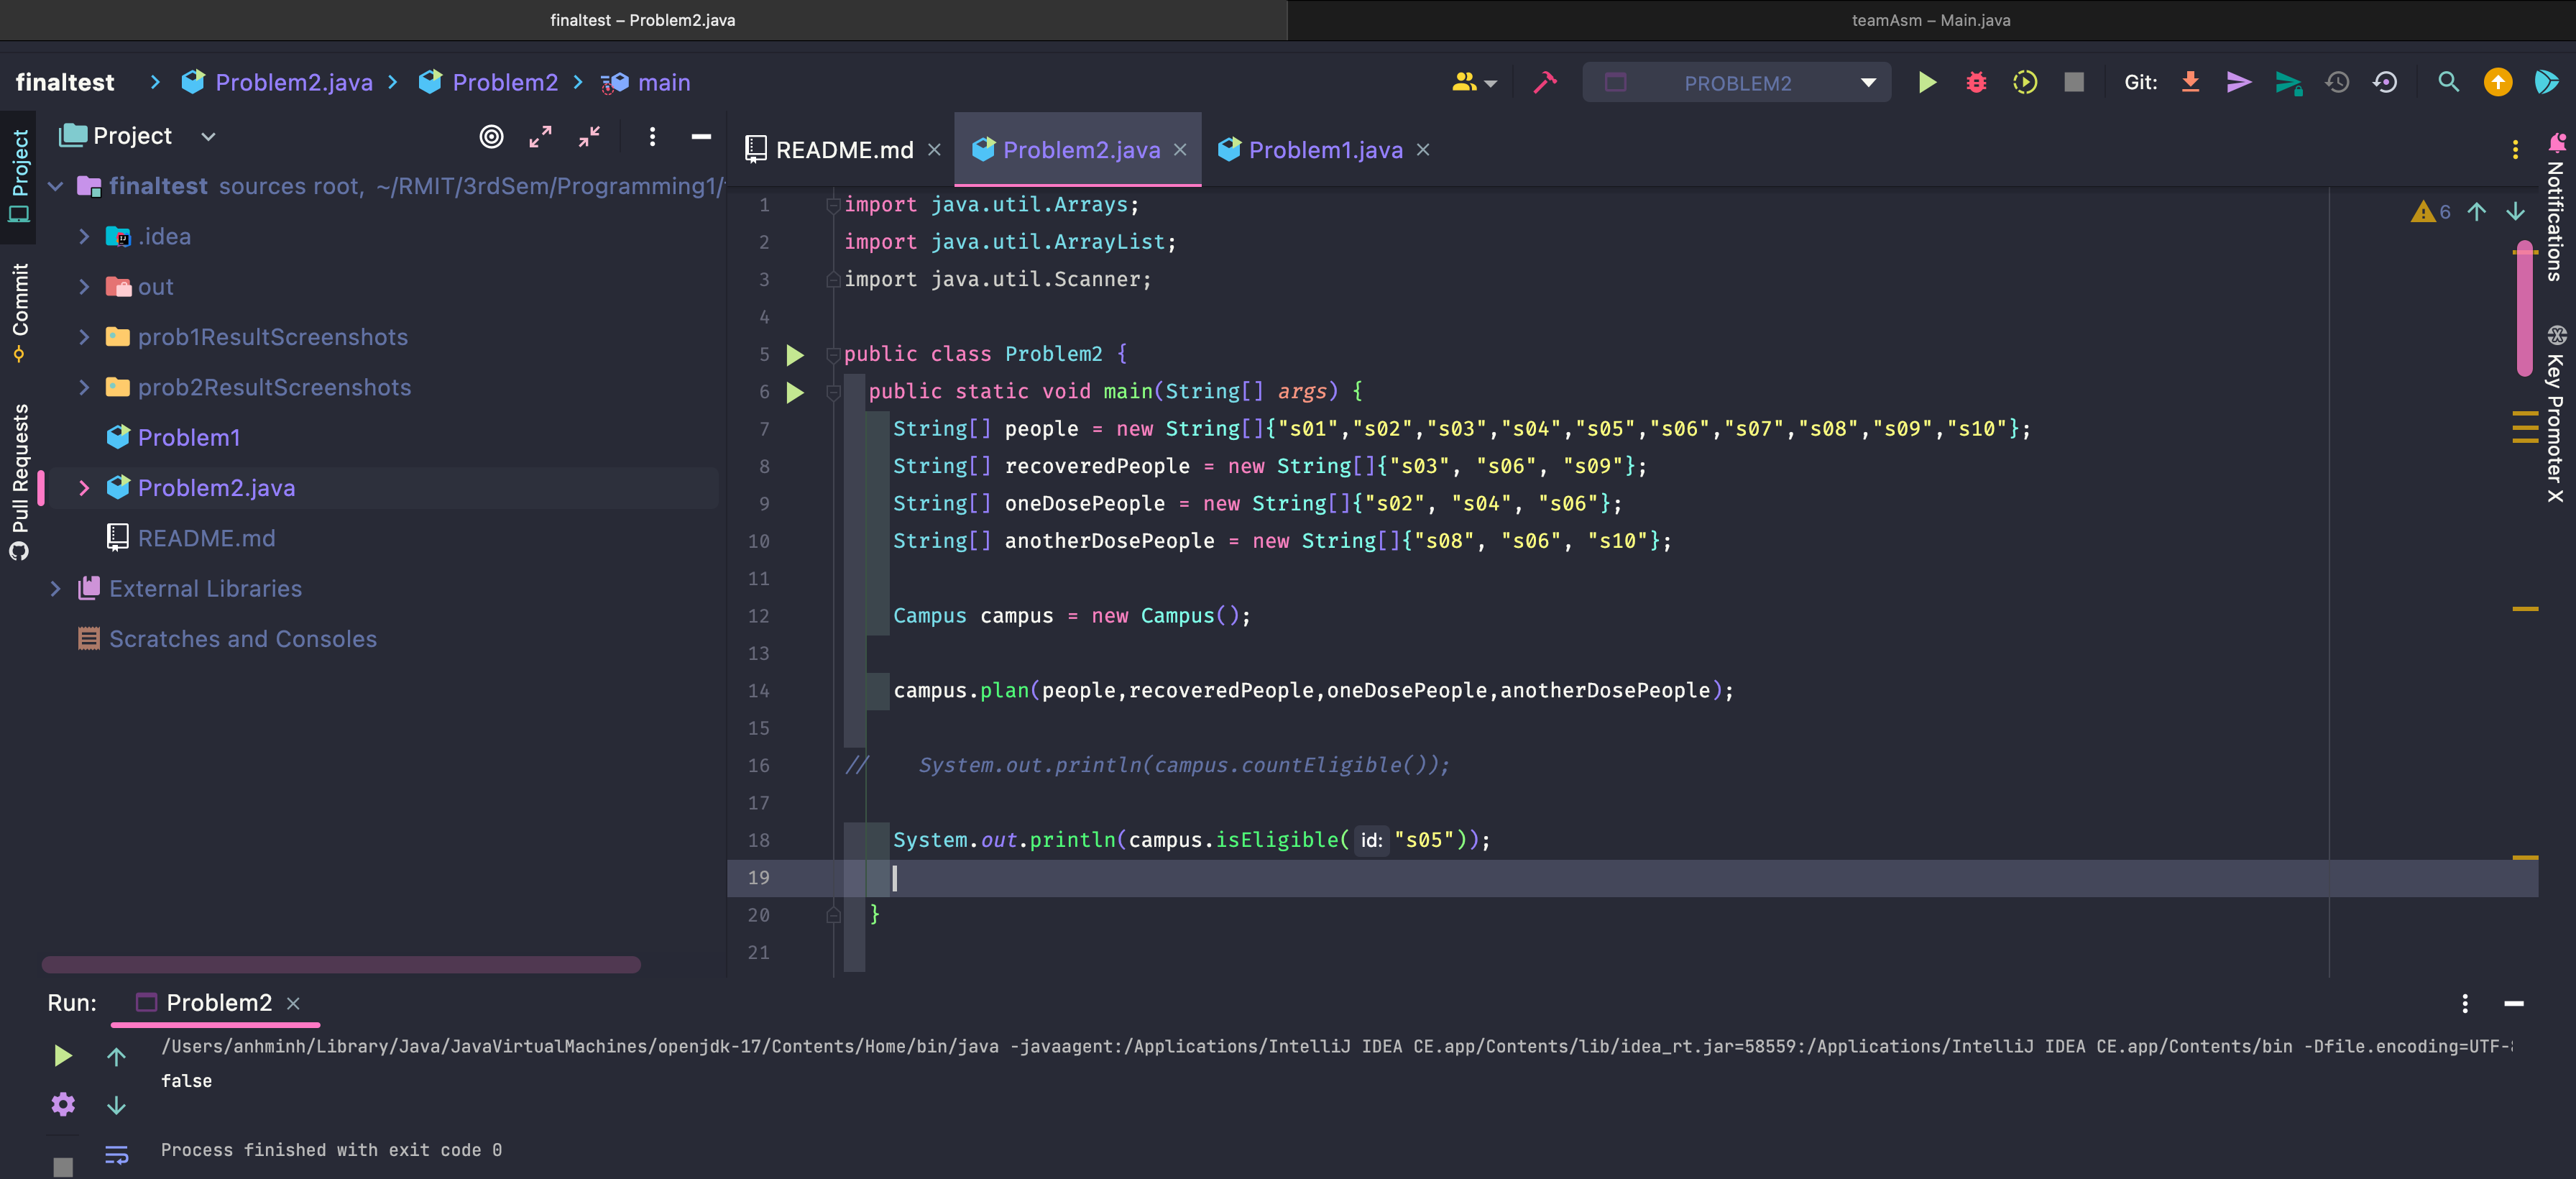 finaltest – Problem2.java
teamAsm – Main.java
finaltest > Problem2.java > Problem2 > main
PROBLEM2
Git:
Project
Project
Commit
Pull Requests
finaltest sources root, ~/RMIT/3rdSem/Programming1/
.idea
out
prob1ResultScreenshots
prob2ResultScreenshots
Problem1
Problem2.java
README.md
External Libraries
Scratches and Consoles
README.md
Problem2.java
Problem1.java
6
Notifications
Key Promoter X
1 import java.util.Arrays;
2 import java.util.ArrayList;
3 import java.util.Scanner;
4
5 public class Problem2 {
6 public static void main(String[] args) {
7 String[] people = new String[]{"s01","s02","s03","s04","s05","s06","s07","s08","s09","s10"};
8 String[] recoveredPeople = new String[]{"s03", "s06", "s09"};
9 String[] oneDosePeople = new String[]{"s02", "s04", "s06"};
10 String[] anotherDosePeople = new String[]{"s08", "s06", "s10"};
11
12 Campus campus = new Campus();
13
14 campus.plan(people,recoveredPeople,oneDosePeople,anotherDosePeople);
15
16 // System.out.println(campus.countEligible());
17
18 System.out.println(campus.isEligible( id: "s05"));
19
20 }
21
Run: Problem2
/Users/anhminh/Library/Java/JavaVirtualMachines/openjdk-17/Contents/Home/bin/java -javaagent:/Applications/IntelliJ IDEA CE.app/Contents/lib/idea_rt.jar=58559:/Applications/IntelliJ IDEA CE.app/Contents/bin -Dfile.encoding=UTF-8
false
Process finished with exit code 0